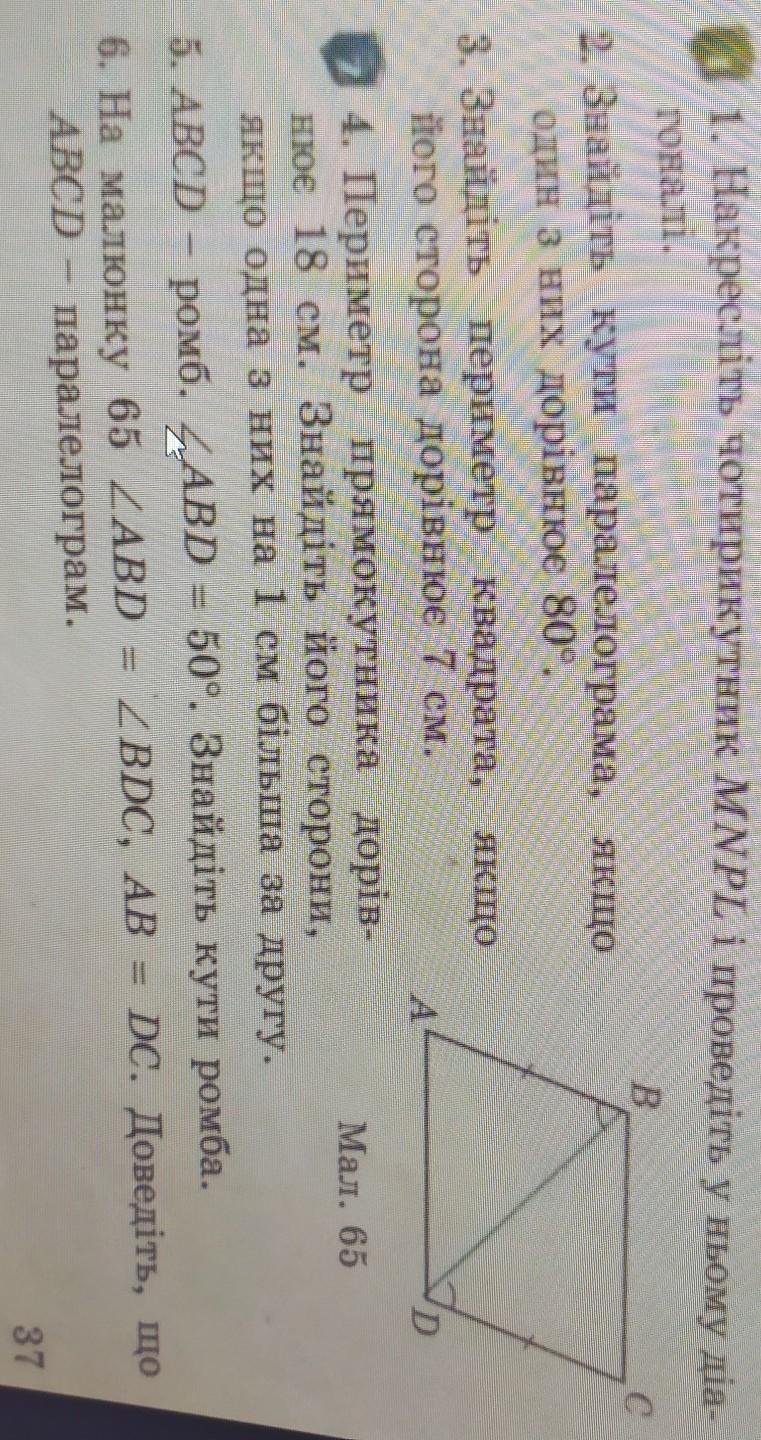 1. Накресліть чотирикутник MNPL і проведіть у ньому діа-
гоналі.
2. Знайдіть кути паралелограма, якщо
один з них дорівнює 80°.
3. Знайдіть периметр квадрата, якщо
його сторона дорівнює 7 см.
7
4. Периметр прямокутника дорів-
нює 18 см. Знайдіть його сторони,
якщо одна з них на 1 см більша за другу.
B
C
A
D
Мал. 65
5. ABCD – ромб. ∠ABD = 50°. Знайдіть кути ромба.
6. На малюнку 65 ∠ABD = ∠BDC, AB = DC. Доведіть, що
ABCD – паралелограм.
37